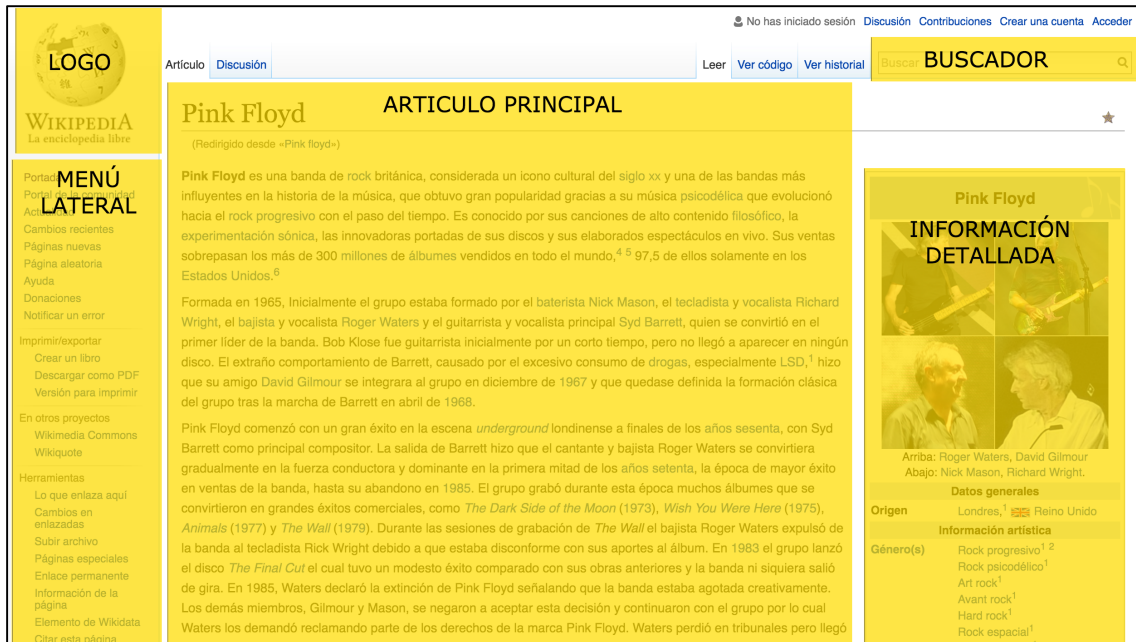 No has iniciado sesión Discusión Contribuciones Crear una cuenta Acceder
LOGO
WIKIPEDIA
La enciclopedia libre
Artículo Discusión
Leer Ver código Ver historial
Buscar BUSCADOR
MENÚ LATERAL
Portada
Portal de la comunidad
Actualidad
Cambios recientes
Páginas nuevas
Página aleatoria
Ayuda
Donaciones
Notificar un error
Imprimir/exportar
Crear un libro
Descargar como PDF
Versión para imprimir
En otros proyectos
Wikimedia Commons
Wikiquote
Herramientas
Lo que enlaza aquí
Cambios en
enlazadas
Subir archivo
Páginas especiales
Enlace permanente
Información de la
página
Elemento de Wikidata
Citar esta página
ARTICULO PRINCIPAL
Pink Floyd
(Redirigido desde «Pink floyd»)
Pink Floyd es una banda de rock británica, considerada un icono cultural del siglo xx y una de las bandas más
influyentes en la historia de la música, que obtuvo gran popularidad gracias a su música psicodélica que evolucionó
hacia el rock progresivo con el paso del tiempo. Es conocido por sus canciones de alto contenido filosófico, la
experimentación sónica, las innovadoras portadas de sus discos y sus elaborados espectáculos en vivo. Sus ventas
sobrepasan los más de 300 millones de álbumes vendidos en todo el mundo,4 5 97,5 de ellos solamente en los
Estados Unidos.6
Formada en 1965, Inicialmente el grupo estaba formado por el baterista Nick Mason, el tecladista y vocalista Richard
Wright, el bajista y vocalista Roger Waters y el guitarrista y vocalista principal Syd Barrett, quien se convirtió en el
primer líder de la banda. Bob Klose fue guitarrista inicialmente por un corto tiempo, pero no llegó a aparecer en ningún
disco. El extraño comportamiento de Barrett, causado por el excesivo consumo de drogas, especialmente LSD,1 hizo
que su amigo David Gilmour se integrara al grupo en diciembre de 1967 y que quedase definida la formación clásica
del grupo tras la marcha de Barrett en abril de 1968.
Pink Floyd comenzó con un gran éxito en la escena underground londinense a finales de los años sesenta, con Syd
Barrett como principal compositor. La salida de Barrett hizo que el cantante y bajista Roger Waters se convirtiera
gradualmente en la fuerza conductora y dominante en la primera mitad de los años setenta, la época de mayor éxito
en ventas de la banda, hasta su abandono en 1985. El grupo grabó durante esta época muchos álbumes que se
convirtieron en grandes éxitos comerciales, como The Dark Side of the Moon (1973), Wish You Were Here (1975),
Animals (1977) y The Wall (1979). Durante las sesiones de grabación de The Wall el bajista Roger Waters expulsó de
la banda al tecladista Rick Wright debido a que estaba disconforme con sus aportes al álbum. En 1983 el grupo lanzó
el disco The Final Cut el cual tuvo un modesto éxito comparado con sus obras anteriores y la banda ni siquiera salió
de gira. En 1985, Waters declaró la extinción de Pink Floyd señalando que la banda estaba agotada creativamente.
Los demás miembros, Gilmour y Mason, se negaron a aceptar esta decisión y continuaron con el grupo por lo cual
Waters los demandó reclamando parte de los derechos de la marca Pink Floyd. Waters perdió en tribunales pero llegó
Pink Floyd
INFORMACIÓN
DETALLADA
Arriba: Roger Waters, David Gilmour
Abajo: Nick Mason, Richard Wright.
Datos generales
Origen Londres,1 Reino Unido
Información artística
Género(s) Rock progresivo1 2
Rock psicodélico1
Art rock1
Avant rock1
Hard rock1
Rock espacial1